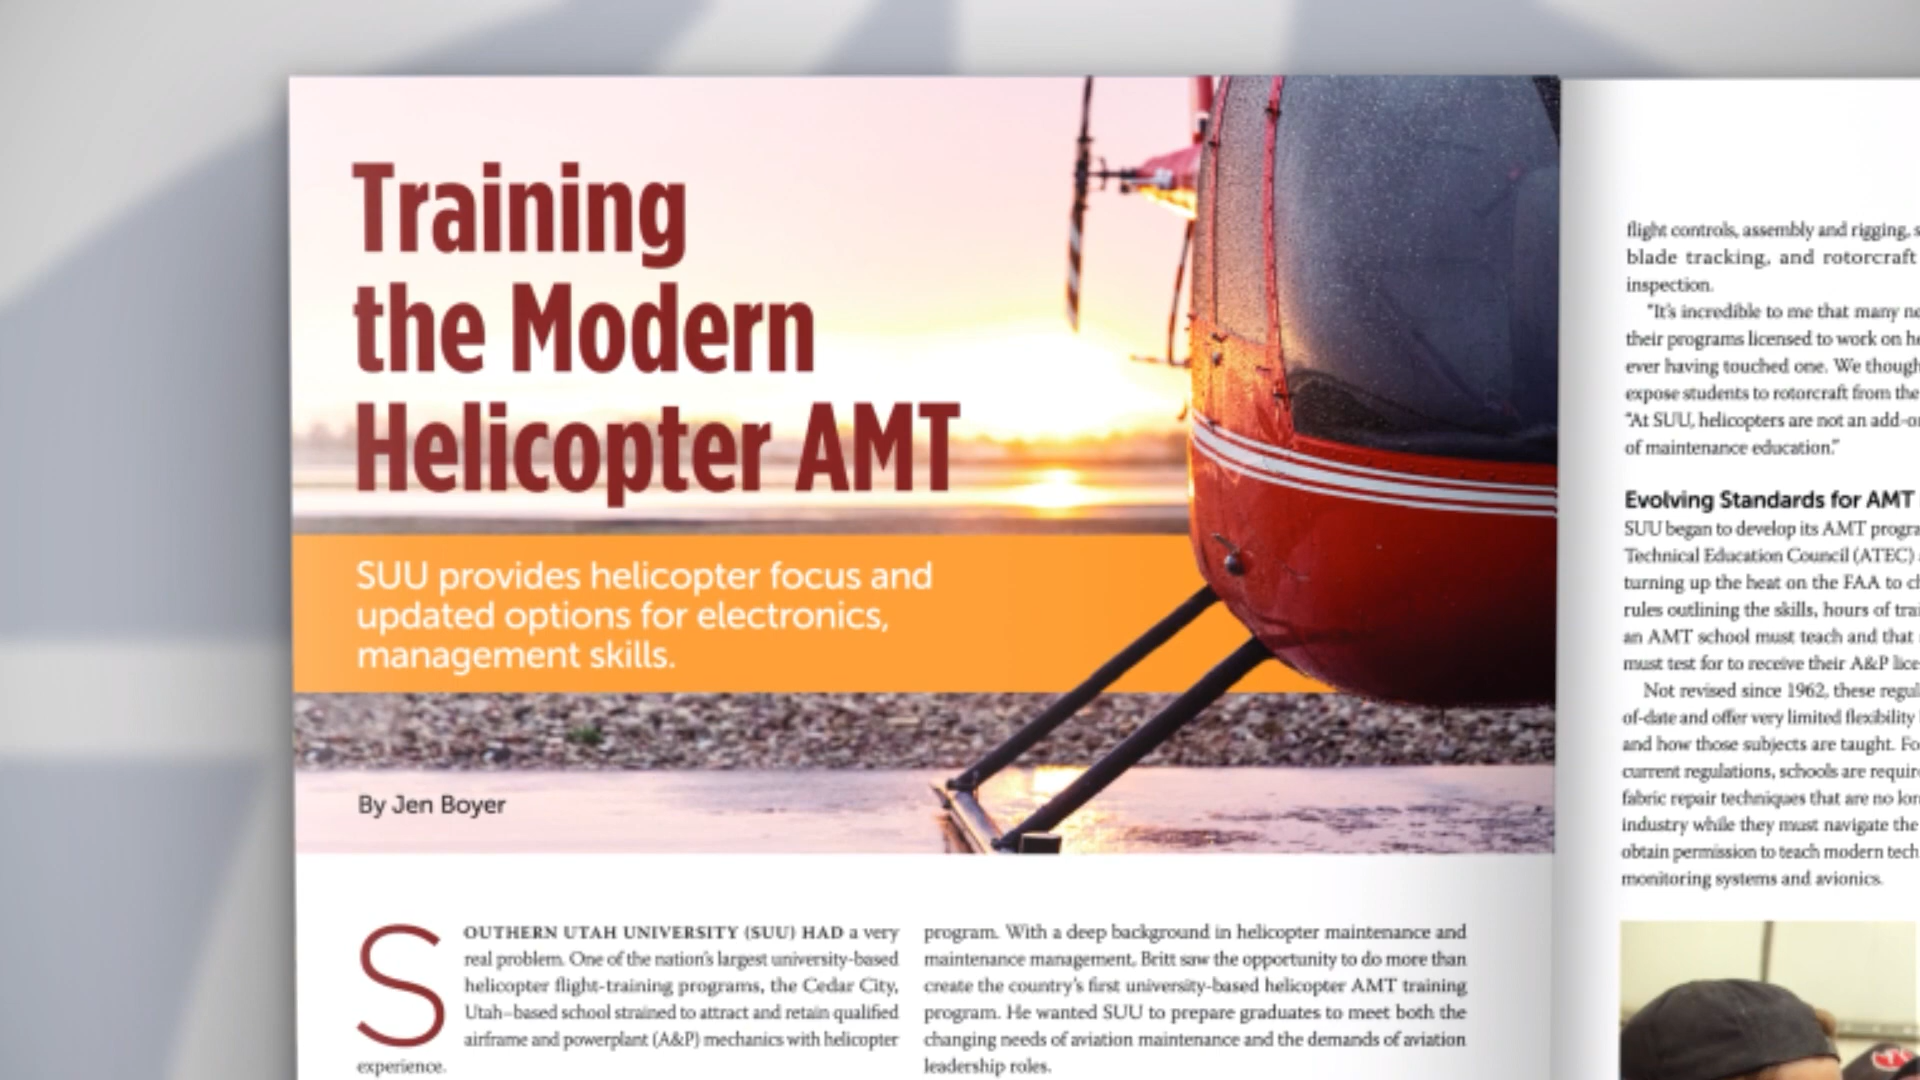 Training
the Modern
Helicopter AMT
SUU provides helicopter focus and
updated options for electronics,
management skills.
By Jen Boyer
SOUTHERN UTAH UNIVERSITY (SUU) HAD a very
real problem. One of the nation's largest university-based
helicopter flight-training programs, the Cedar City,
Utah–based school strained to attract and retain qualified
airframe and powerplant (A&P) mechanics with helicopter
experience.
program. With a deep background in helicopter maintenance and
maintenance management, Britt saw the opportunity to do more than
create the country's first university-based helicopter AMT training
program. He wanted SUU to prepare graduates to meet both the
changing needs of aviation maintenance and the demands of aviation
leadership roles.
flight controls, assembly and rigging,
blade tracking, and rotorcraft
inspection.
"It's incredible to me that many
their programs licensed to work on
ever having touched one. We
expose students to rotorcraft from the
"At SUU, helicopters are not an
of maintenance education."
Evolving Standards for AMT
SUU began to develop its AMT
Technical Education Council (ATEC)
turning up the heat on the FAA to
rules outlining the skills, hours of
an AMT school must teach and that
must test for to receive their A&P
Not revised since 1962, these
of-date and offer very limited flexibility
and how those subjects are taught.
current regulations, schools are
fabric repair techniques that are no
industry while they must navigate the
obtain permission to teach modern
monitoring systems and avionics.